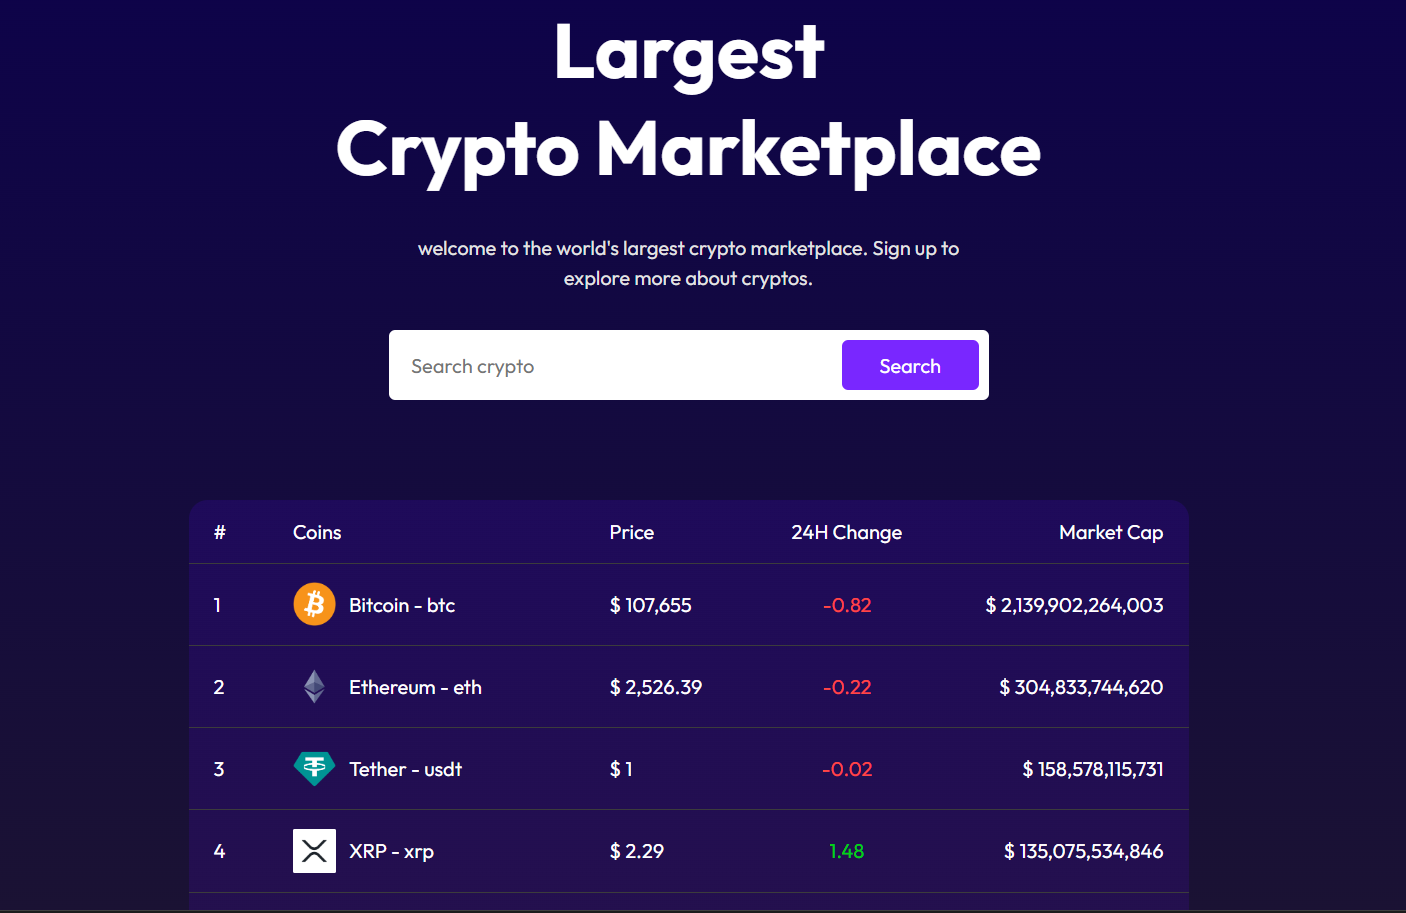 Largest
Crypto Marketplace
welcome to the world's largest crypto marketplace. Sign up to
explore more about cryptos.
Search crypto Search
# Coins Price 24H Change Market Cap
1 Bitcoin - btc $ 107,655 -0.82 $ 2,139,902,264,003
2 Ethereum - eth $ 2,526.39 -0.22 $ 304,833,744,620
3 Tether - usdt $ 1 -0.02 $ 158,578,115,731
4 XRP - xrp $ 2.29 1.48 $ 135,075,534,846